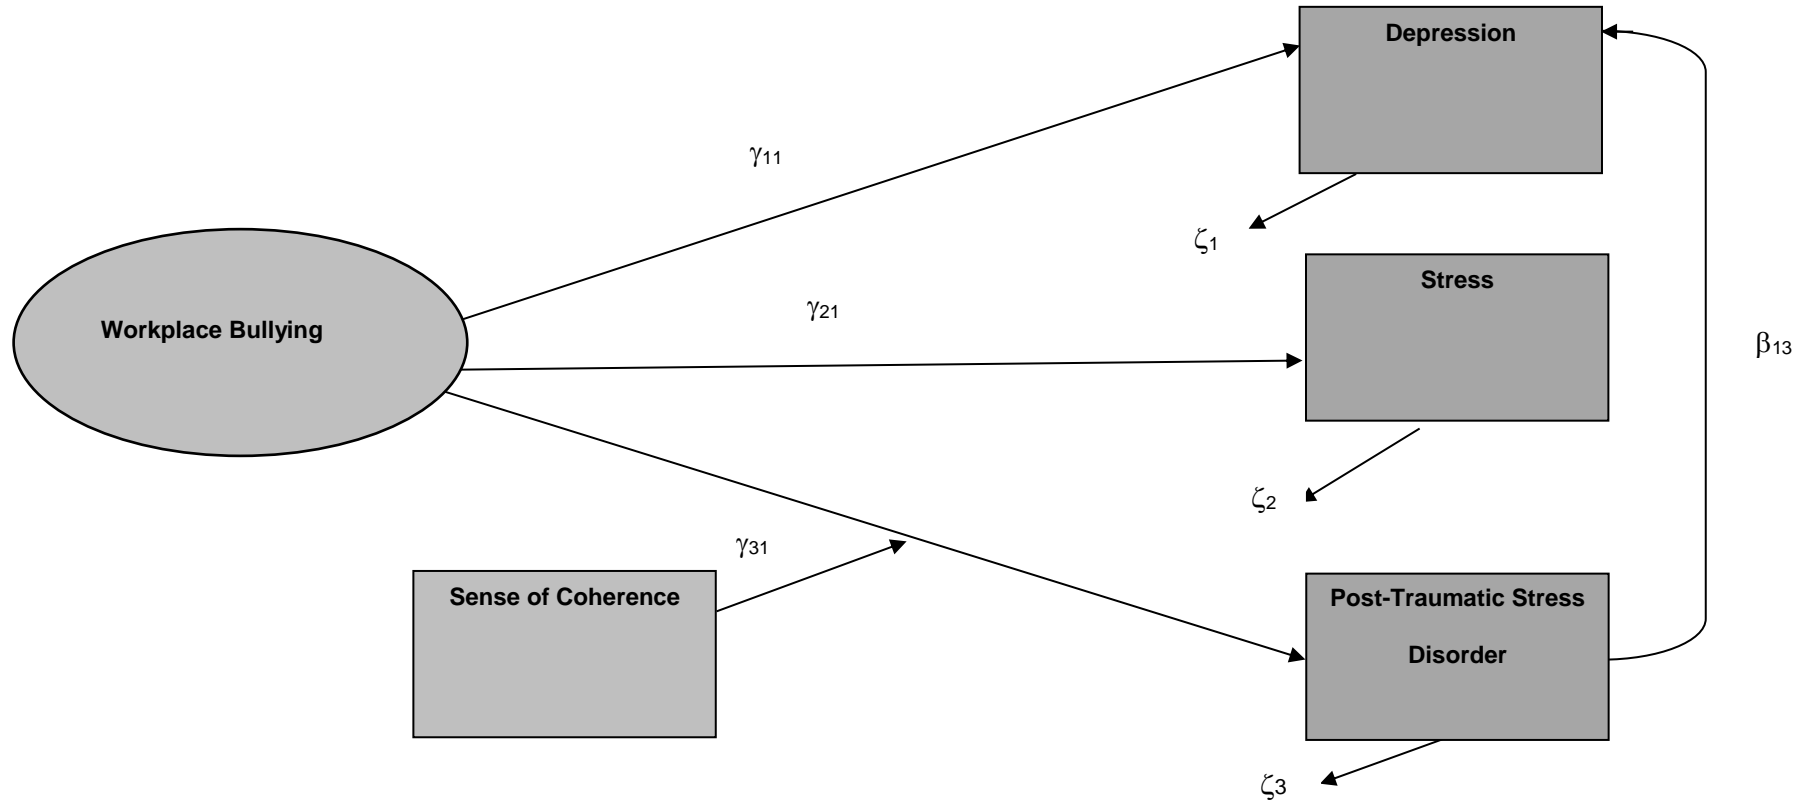 Depression
γ11
ζ1
Stress
Workplace Bullying
γ21
β13
ζ2
γ31
Sense of Coherence
Post-Traumatic Stress
Disorder
ζ3